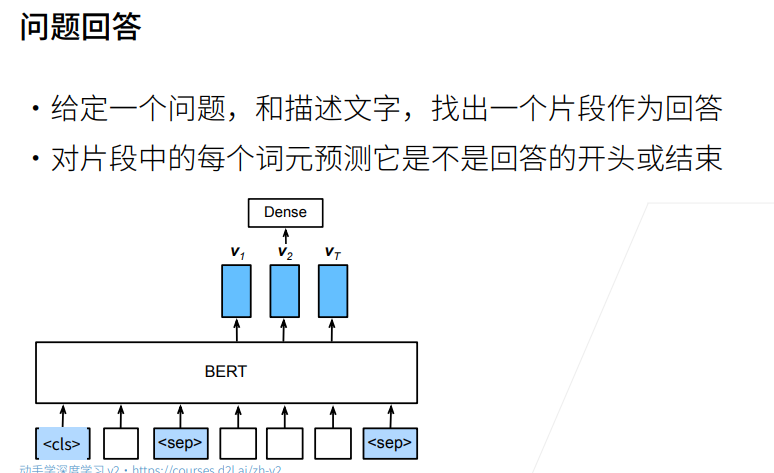 问题回答
• 给定一个问题，和描述文字，找出一个片段作为回答
• 对片段中的每个词元预测它是不是回答的开头或结束
Dense
v1 v2 vT
BERT
<cls> <sep> <sep>
动手学深度学习 v2 • https://courses.d2l.ai/zh-v2